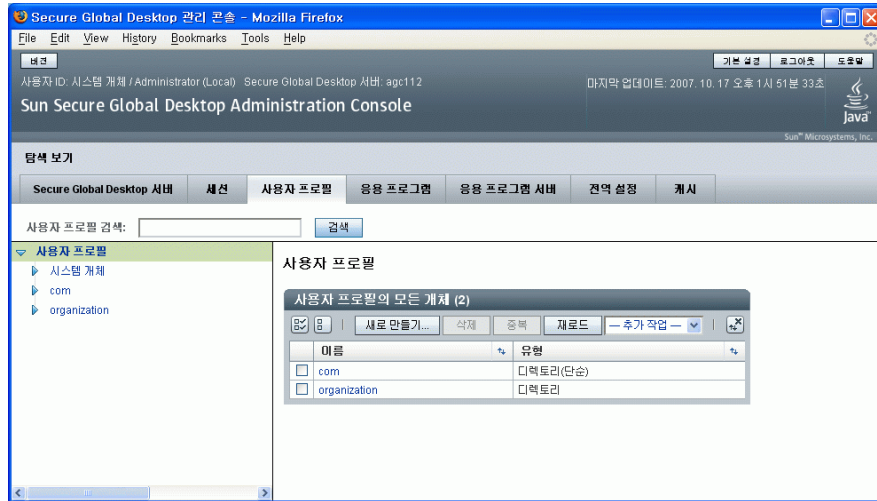 Secure Global Desktop 관리 콘솔 - Mozilla Firefox
File Edit View History Bookmarks Tools Help
버전
기본 설정 로그아웃 도움말
사용자 ID: 시스템 개체 / Administrator (Local) Secure Global Desktop 서버: agc112
마지막 업데이트: 2007. 10. 17 오후 1시 51분 33초
Sun Secure Global Desktop Administration Console
Java
Sun™ Microsystems, Inc.
탐색 보기
Secure Global Desktop 서버 세션 사용자 프로필 응용 프로그램 응용 프로그램 서버 전역 설정 캐시
사용자 프로필 검색: 검색
사용자 프로필
시스템 개체
com
organization
사용자 프로필
사용자 프로필의 모든 개체 (2)
새로 만들기... 삭제 중복 재로드 — 추가 작업 —
이름 유형
com 디렉토리(단순)
organization 디렉토리